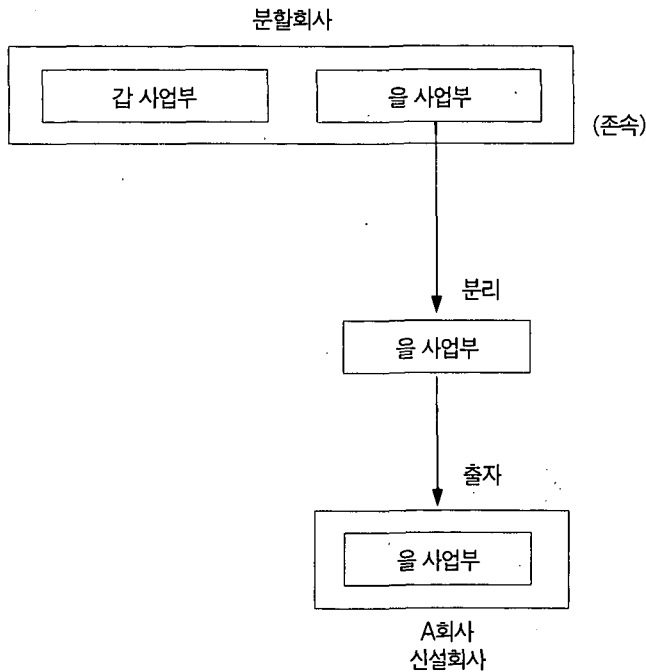 분할회사
갑 사업부
을 사업부
(존속)
분리
을 사업부
출자
을 사업부
A회사
신설회사